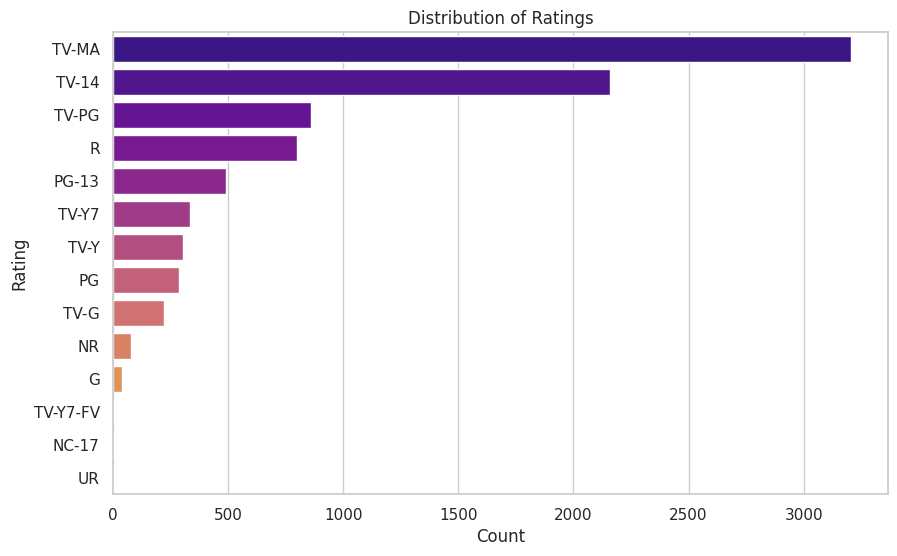 Distribution of Ratings
TV-MA
TV-14
TV-PG
R
PG-13
TV-Y7
TV-Y
PG
TV-G
NR
G
TV-Y7-FV
NC-17
UR
Rating
0 500 1000 1500 2000 2500 3000
Count